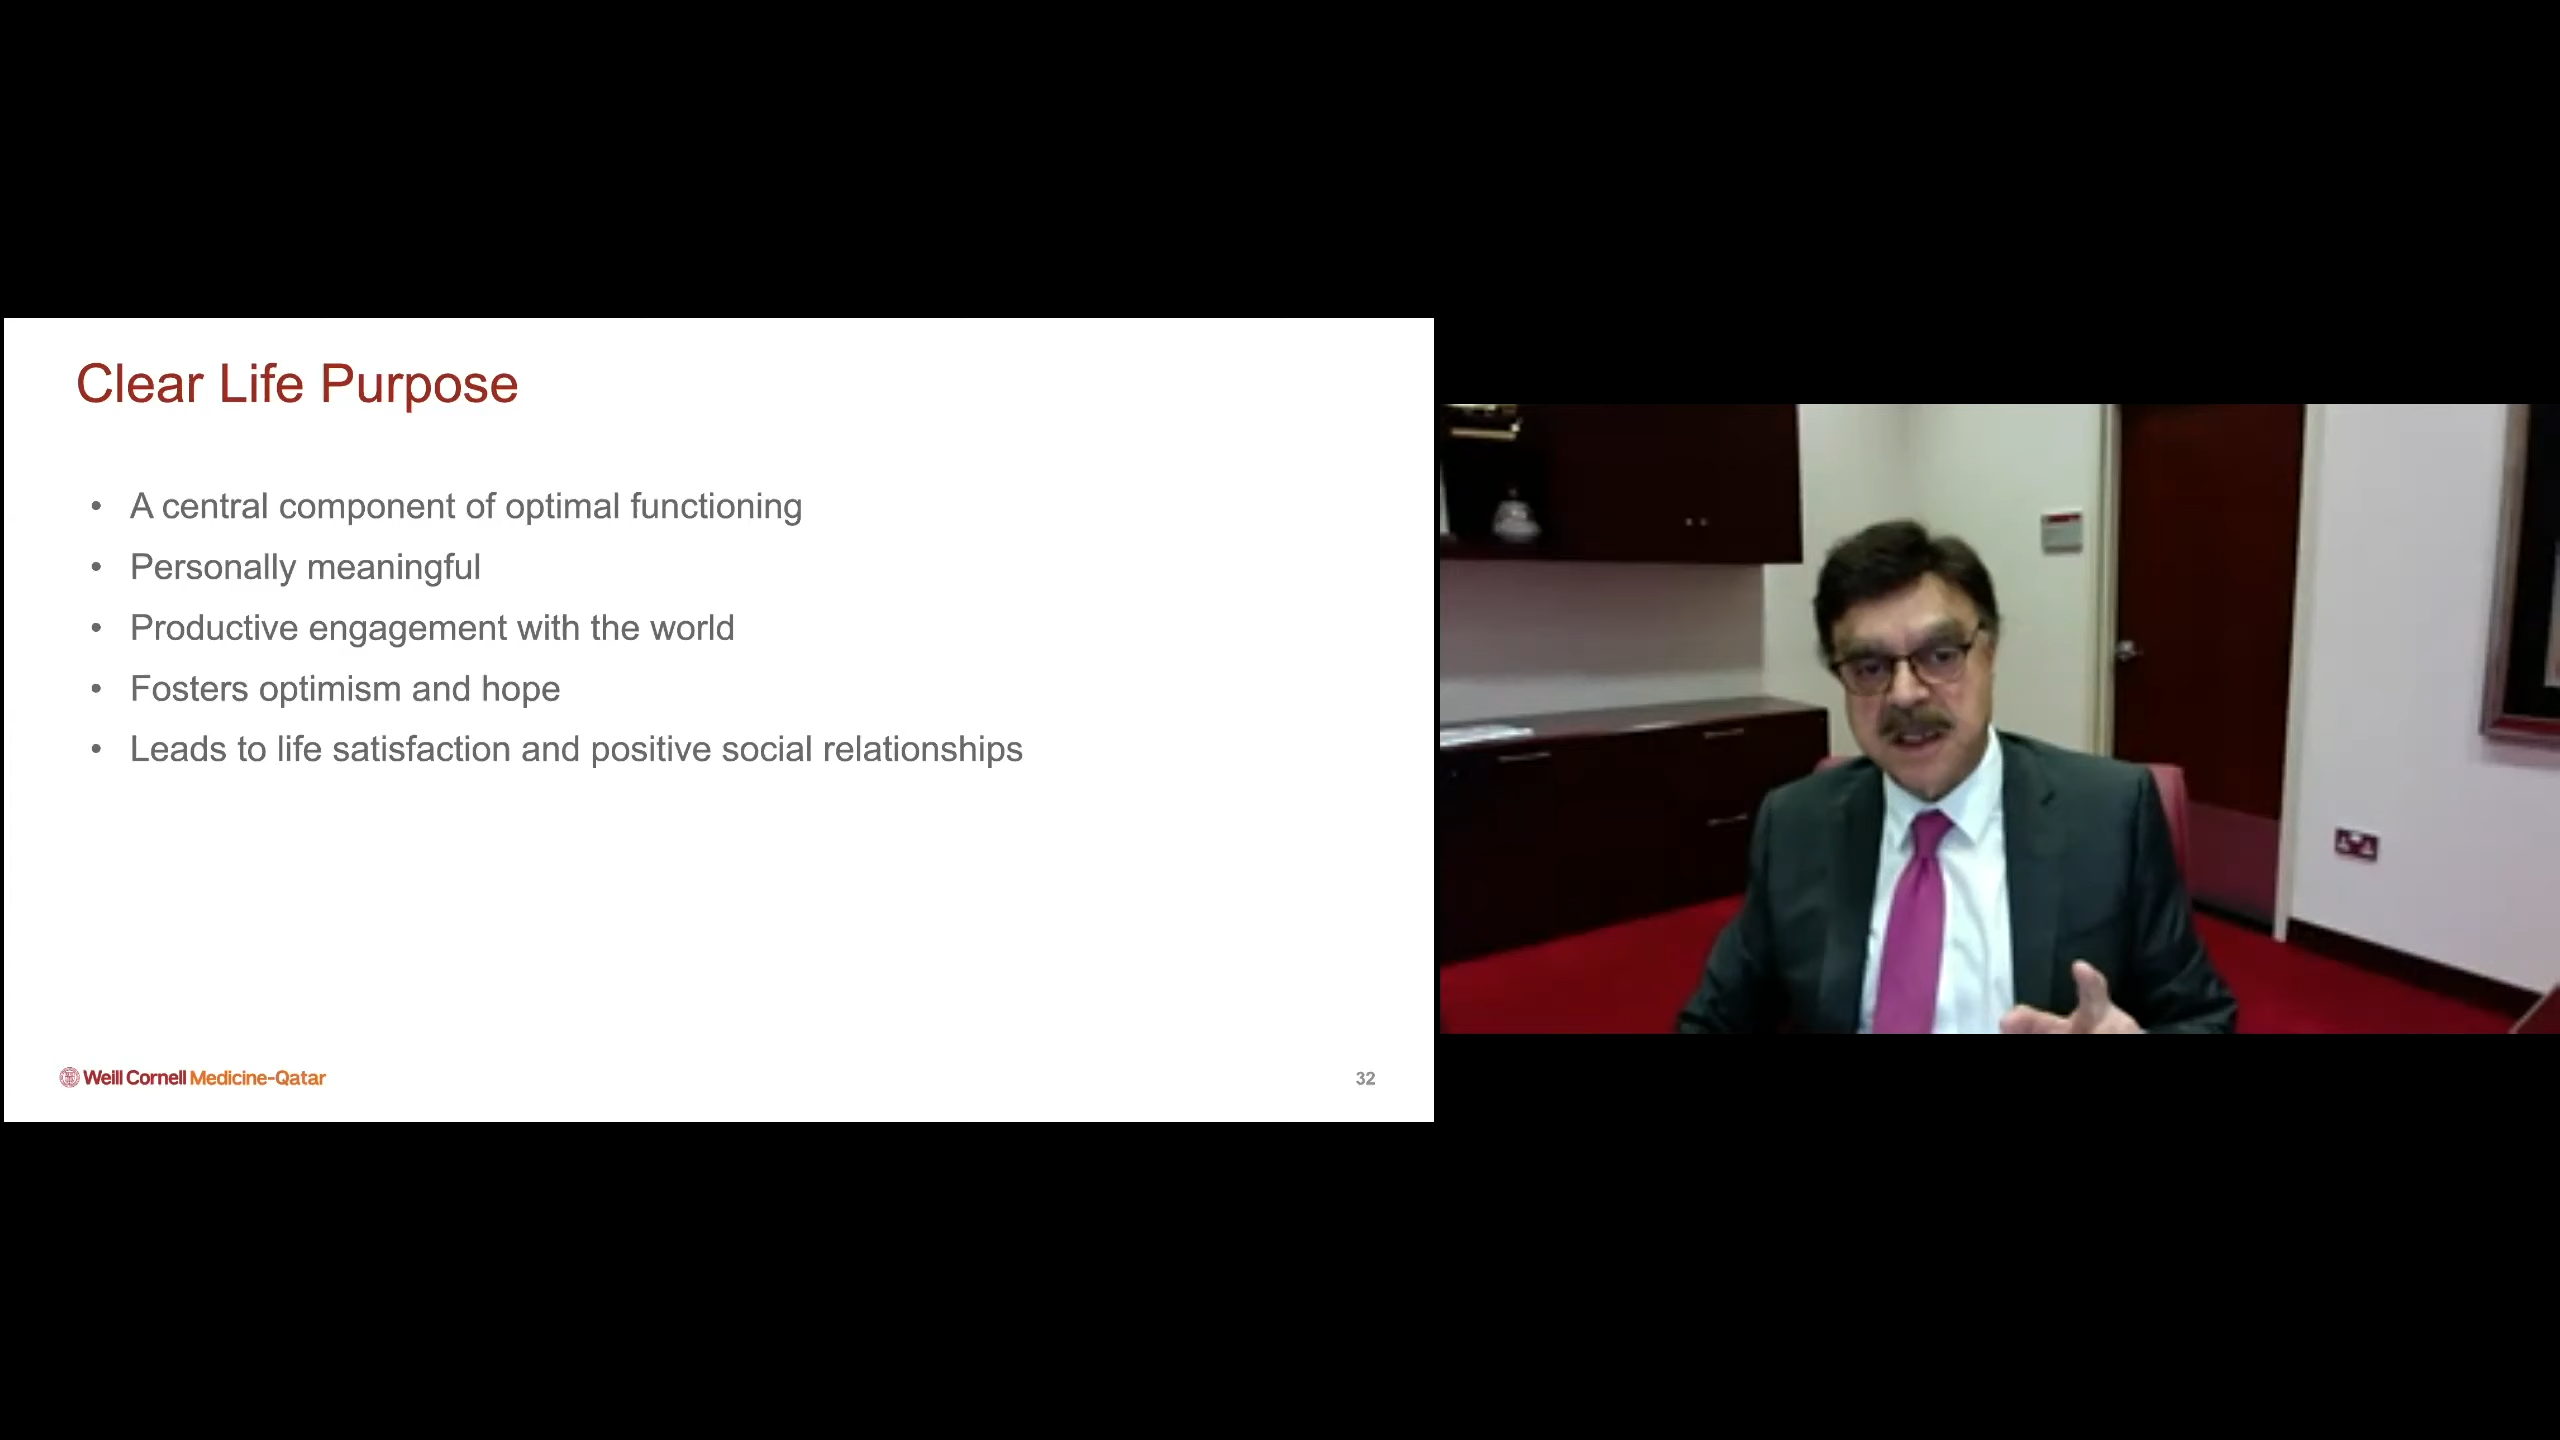 Clear Life Purpose
• A central component of optimal functioning
• Personally meaningful
• Productive engagement with the world
• Fosters optimism and hope
• Leads to life satisfaction and positive social relationships
Weill Cornell Medicine-Qatar
32